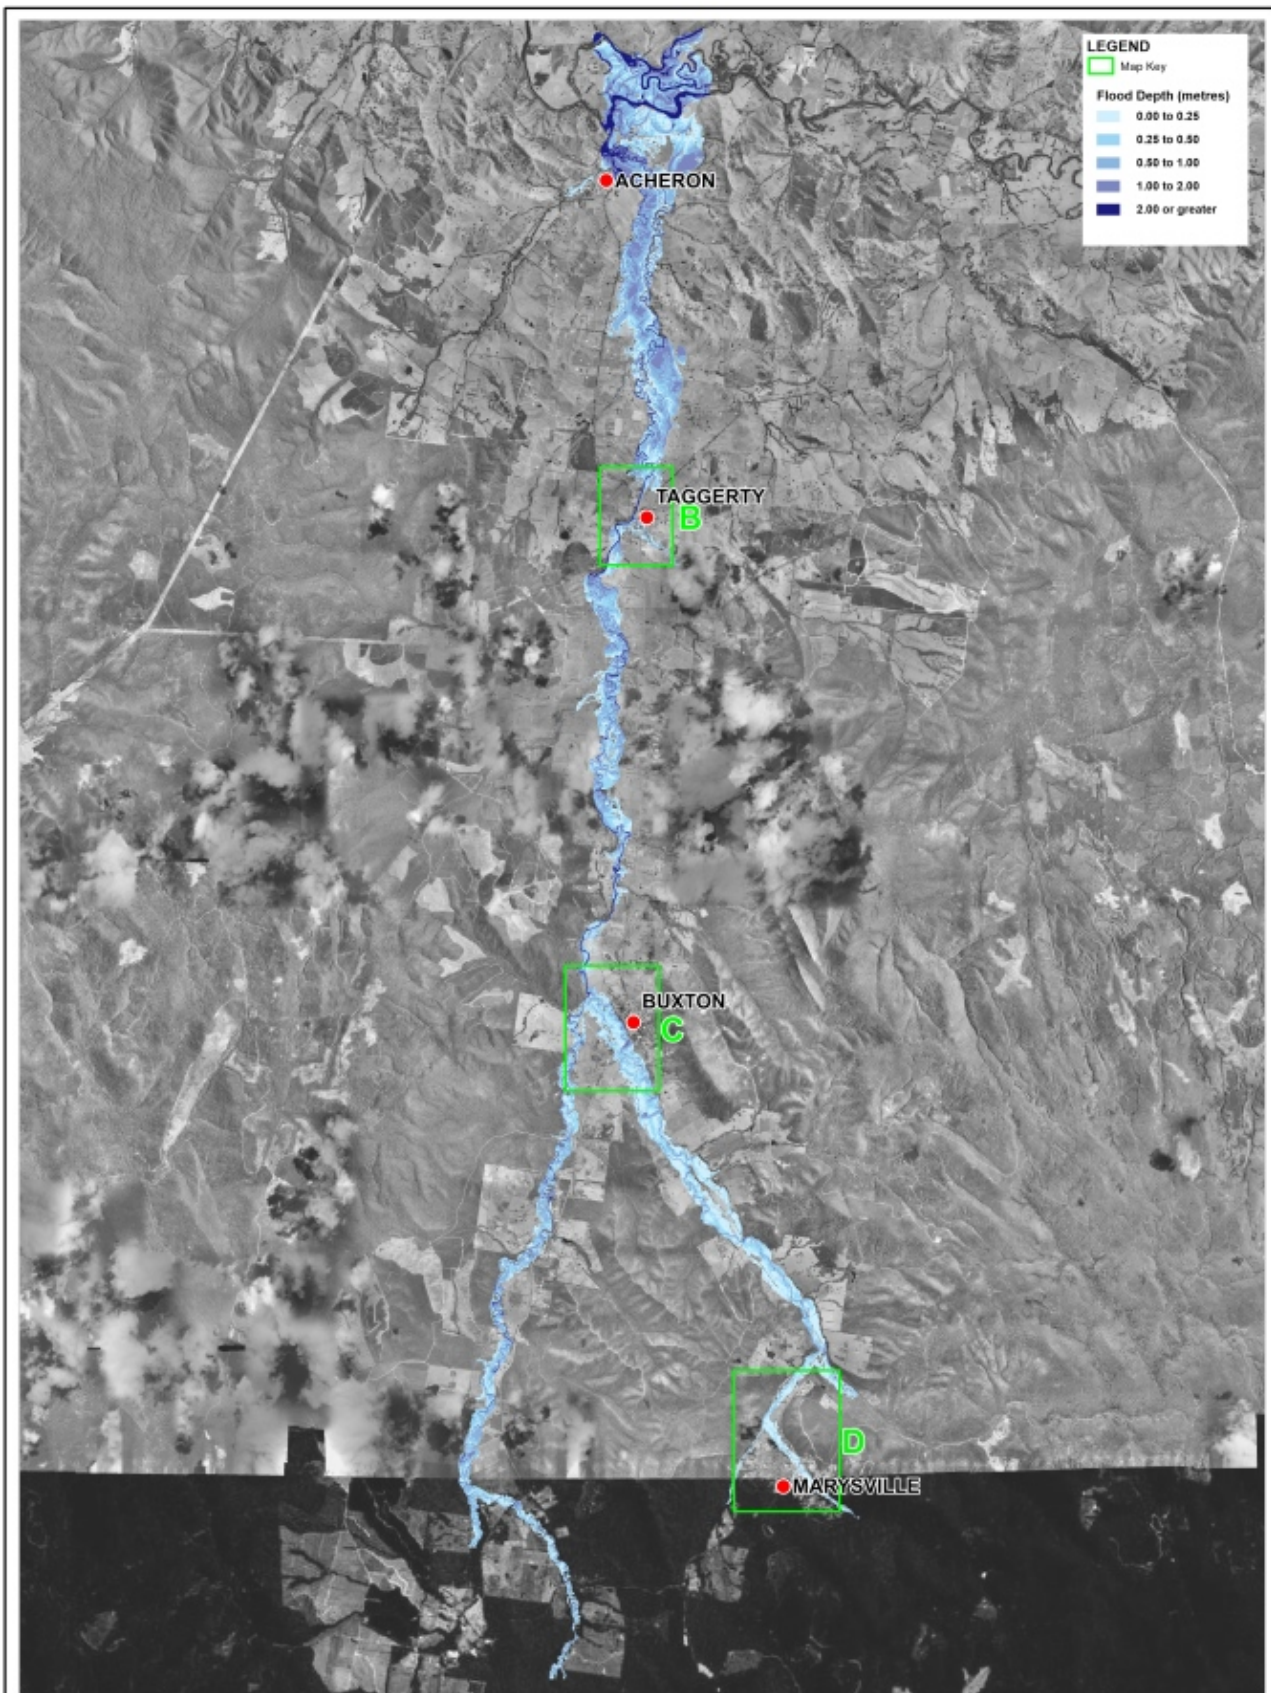 LEGEND
Map Key
Flood Depth (metres)
0.00 to 0.25
0.25 to 0.50
0.50 to 1.00
1.00 to 2.00
2.00 or greater
ACHERON
TAGGERTY
B
BUXTON
C
D
MARYSVILLE